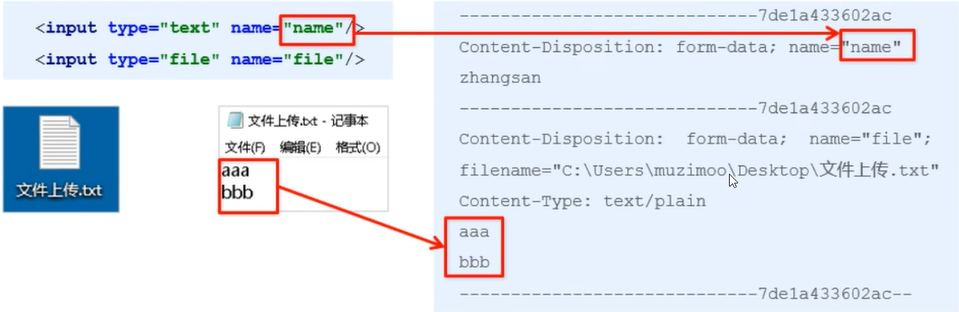 <input type="text" name="name"/>
<input type="file" name="file"/>
文件上传.txt
文件上传.txt - 记事本
文件(F) 编辑(E) 格式(O)
aaa
bbb
-----------------------------7de1a433602ac
Content-Disposition: form-data; name="name"
zhangsan
-----------------------------7de1a433602ac
Content-Disposition: form-data; name="file";
filename="C:\Users\muzimoo\Desktop\文件上传.txt"
Content-Type: text/plain
aaa
bbb
-----------------------------7de1a433602ac--